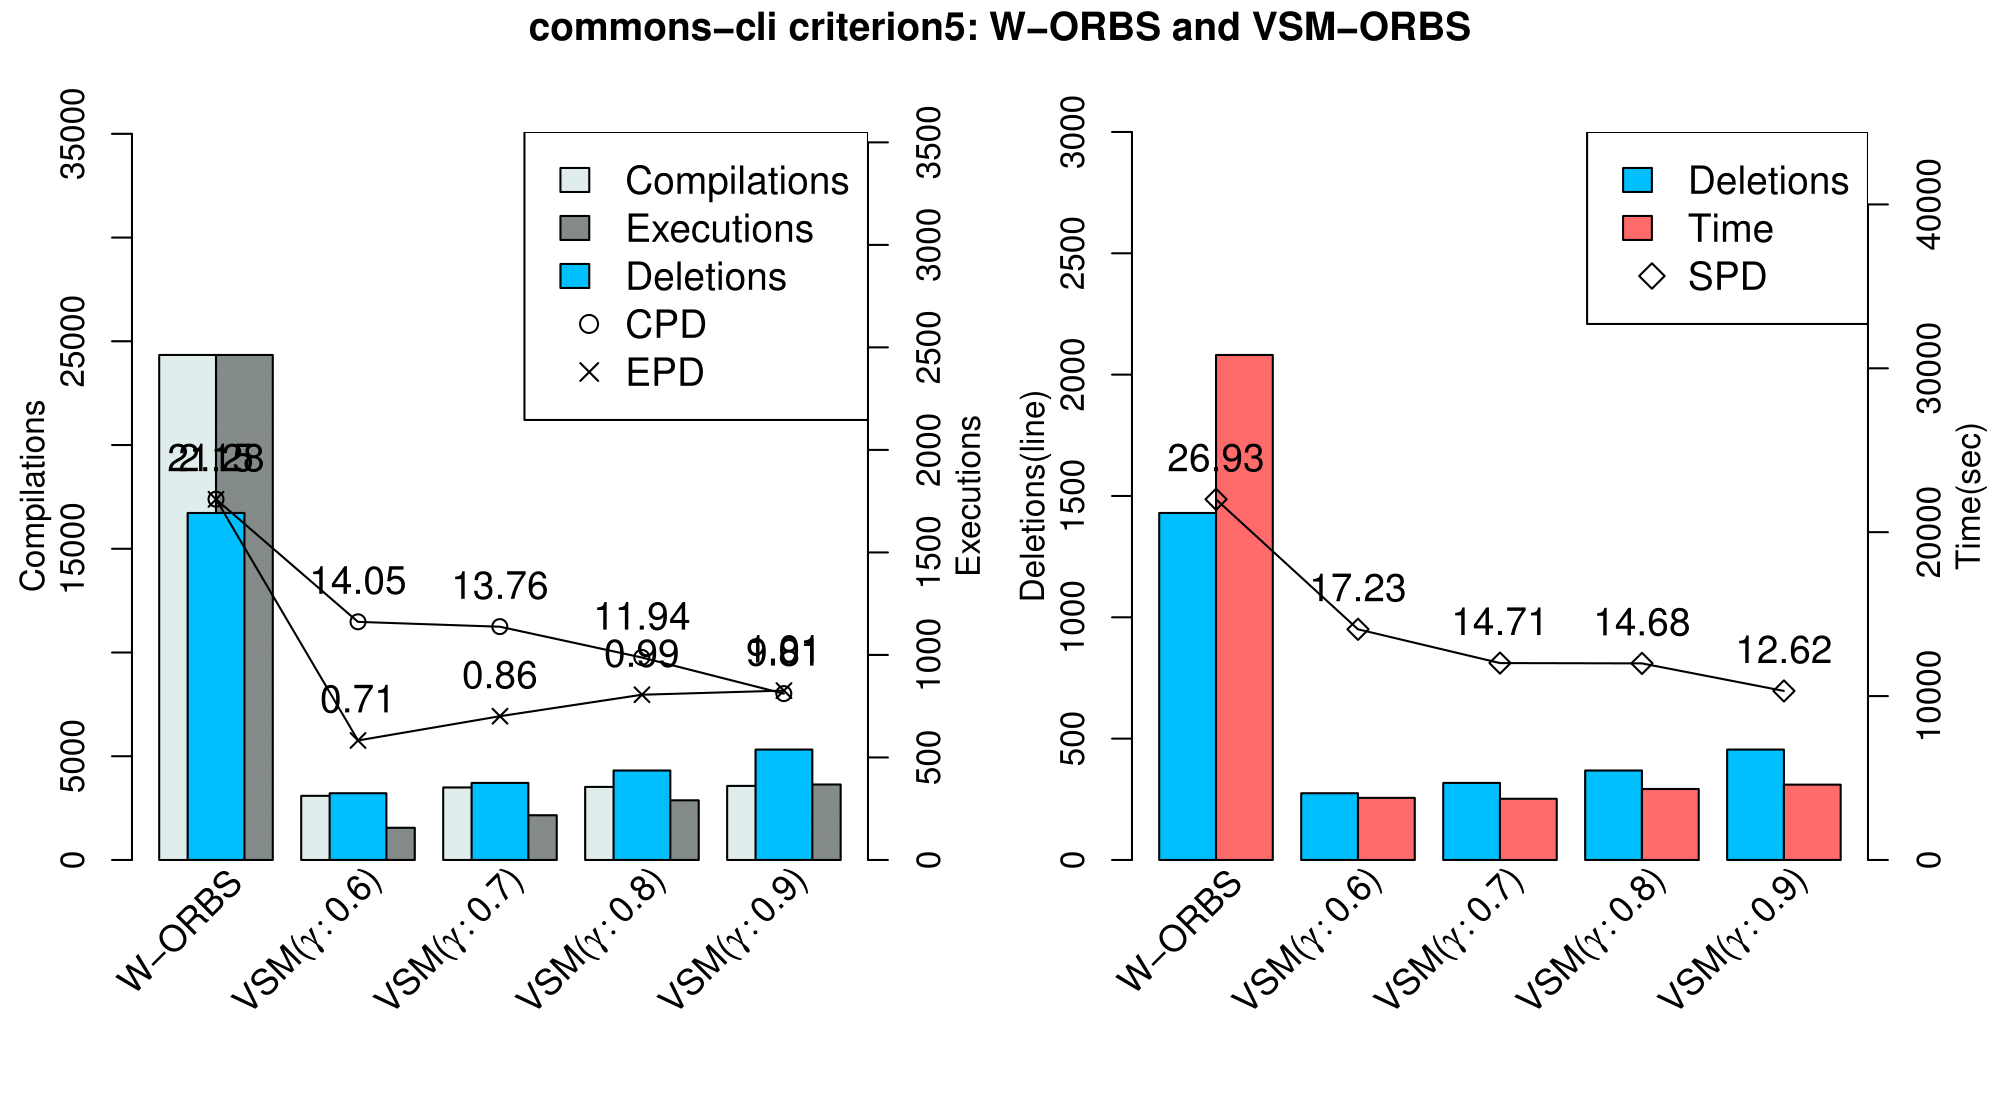 commons–cli criterion5: W–ORBS and VSM–ORBS
Compilations
0
5000
15000
25000
35000
Compilations
Executions
Deletions
CPD
EPD
14.05
13.76
11.94
0.71
0.86
0.99
Executions
0
500
1000
1500
2000
2500
3000
3500
W–ORBS
VSM(γ: 0.6)
VSM(γ: 0.7)
VSM(γ: 0.8)
VSM(γ: 0.9)
Deletions(line)
0
500
1000
1500
2000
2500
3000
Deletions
Time
SPD
26.93
17.23
14.71
14.68
12.62
Time(sec)
0
10000
200000
30000
40000
W–ORBS
VSM(γ: 0.6)
VSM(γ: 0.7)
VSM(γ: 0.8)
VSM(γ: 0.9)